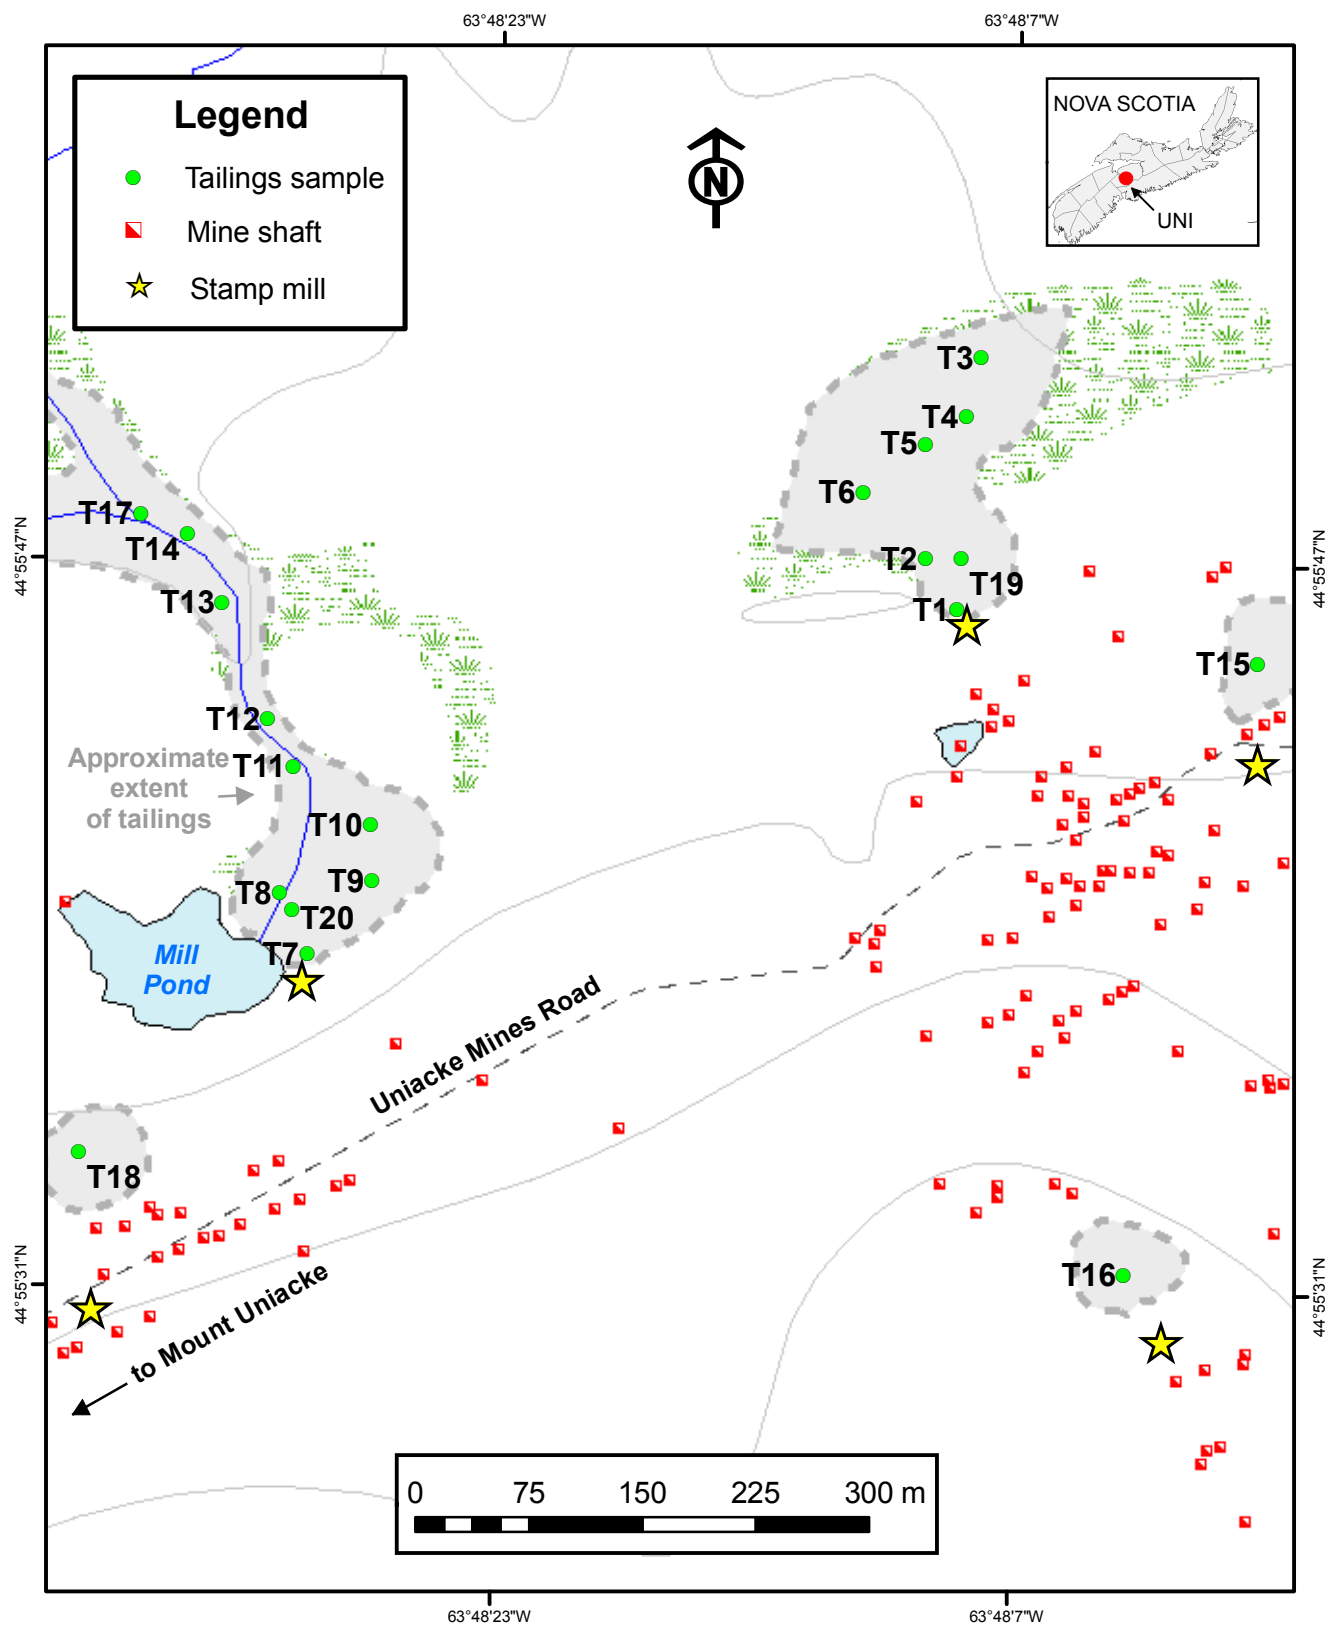 63°48'23"W
63°48'7"W
Legend
Tailings sample
Mine shaft
Stamp mill
N
NOVA SCOTIA
UNI
T3
T4
T5
T6
T17
T14
44°55'47"N
44°55'47"N
T2
T19
T13
T1
T15
T12
Approximate
extent
of tailings
T11
T10
T9
T8
T20
T7
Mill
Pond
Uniacke Mines Road
T18
T16
44°55'31"N
44°55'31"N
to Mount Uniacke
0 75 150 225 300 m
63°48'23"W
63°48'7"W